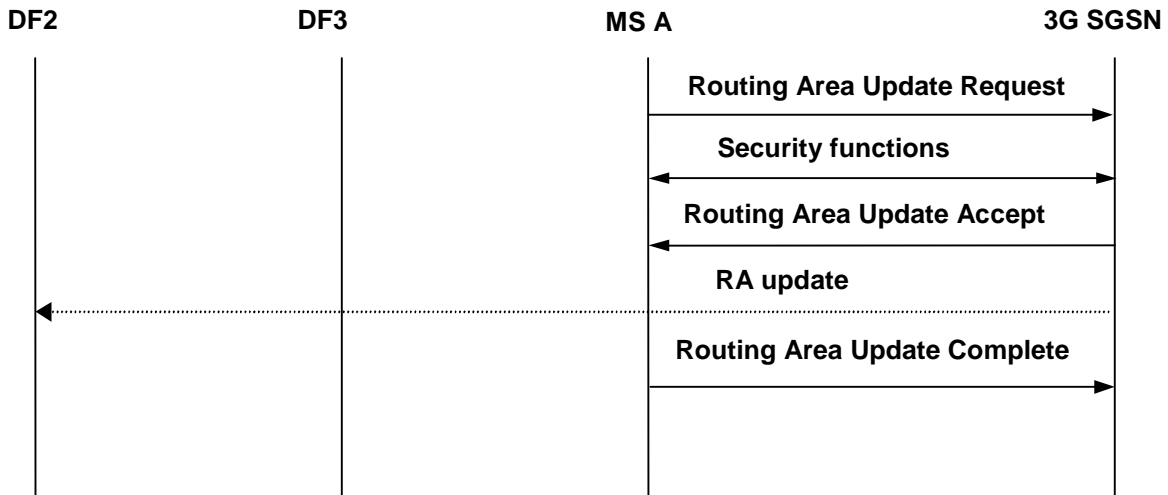 DF2
DF3
MS A
3G SGSN
Routing Area Update Request
Security functions
Routing Area Update Accept
RA update
Routing Area Update Complete